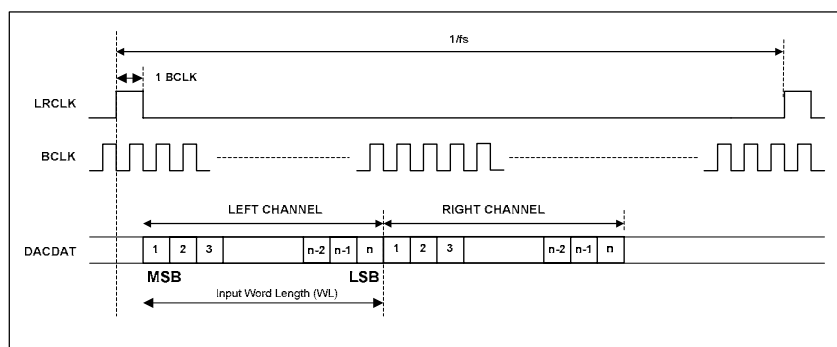 1/fs
1 BCLK
LRCLK
BCLK
LEFT CHANNEL RIGHT CHANNEL
DACDAT 1 2 3 n-2 n-1 n 1 2 3 n-2 n-1 n
MSB LSB
Input Word Length (WL)